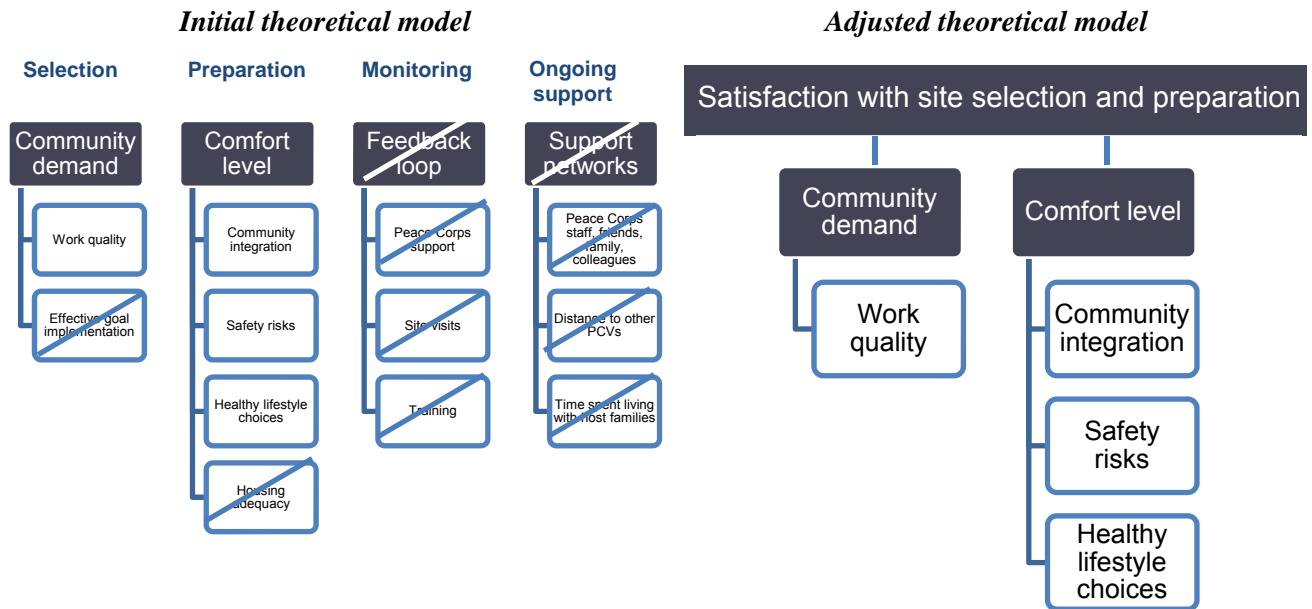 Initial theoretical model
Selection
Preparation
Monitoring
Ongoing
support
Community
demand
Work quality
Effective goal
implementation
Comfort
level
Community
integration
Safety risks
Healthy lifestyle
choices
Housing
adequacy
Feedback
loop
Peace Corps
support
Site visits
Training
Support
networks
Peace Corps
staff, friends,
family,
colleagues
Distance to other
PCVs
Time spent living
with host families
Adjusted theoretical model
Satisfaction with site selection and preparation
Community
demand
Work
quality
Comfort level
Community
integration
Safety
risks
Healthy
lifestyle
choices